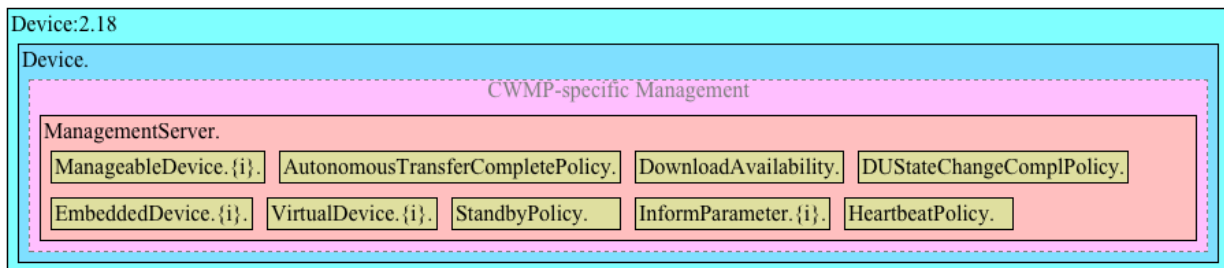 Device:2.18
Device.
CWMP-specific Management
ManagementServer.
ManageableDevice.{i}. AutonomousTransferCompletePolicy. DownloadAvailability. DUStateChangeComplPolicy.
EmbeddedDevice.{i}. VirtualDevice.{i}. StandbyPolicy. InformParameter.{i}. HeartbeatPolicy.